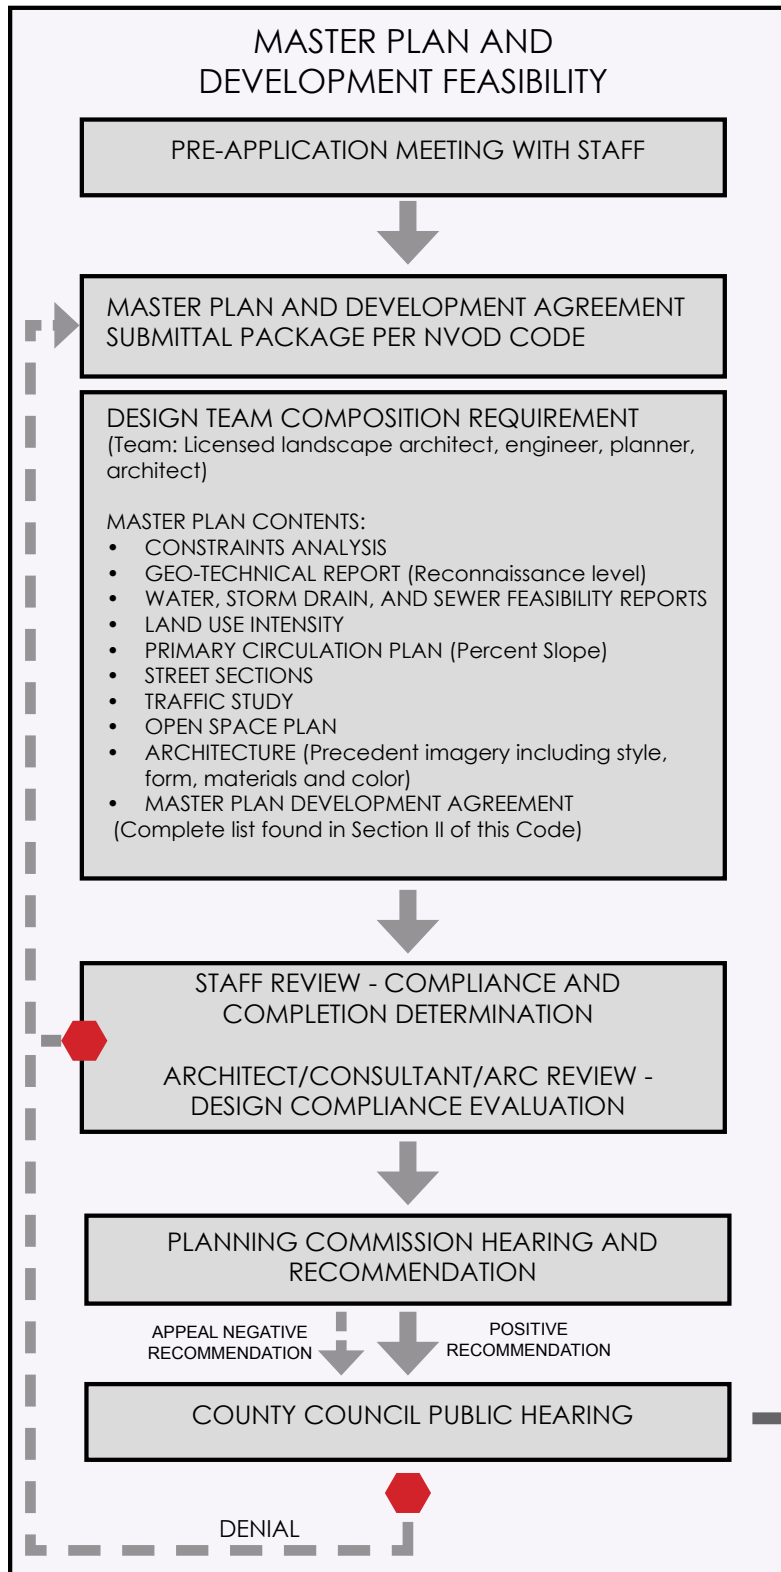 MASTER PLAN AND
DEVELOPMENT FEASIBILITY
PRE-APPLICATION MEETING WITH STAFF
MASTER PLAN AND DEVELOPMENT AGREEMENT
SUBMITTAL PACKAGE PER NVOD CODE
DESIGN TEAM COMPOSITION REQUIREMENT
(Team: Licensed landscape architect, engineer, planner,
architect)
MASTER PLAN CONTENTS:
• CONSTRAINTS ANALYSIS
• GEO-TECHNICAL REPORT (Reconnaissance level)
• WATER, STORM DRAIN, AND SEWER FEASIBILITY REPORTS
• LAND USE INTENSITY
• PRIMARY CIRCULATION PLAN (Percent Slope)
• STREET SECTIONS
• TRAFFIC STUDY
• OPEN SPACE PLAN
• ARCHITECTURE (Precedent imagery including style,
form, materials and color)
• MASTER PLAN DEVELOPMENT AGREEMENT
(Complete list found in Section II of this Code)
STAFF REVIEW - COMPLIANCE AND
COMPLETION DETERMINATION
ARCHITECT/CONSULTANT/ARC REVIEW -
DESIGN COMPLIANCE EVALUATION
PLANNING COMMISSION HEARING AND
RECOMMENDATION
APPEAL NEGATIVE
RECOMMENDATION
POSITIVE
RECOMMENDATION
COUNTY COUNCIL PUBLIC HEARING
DENIAL